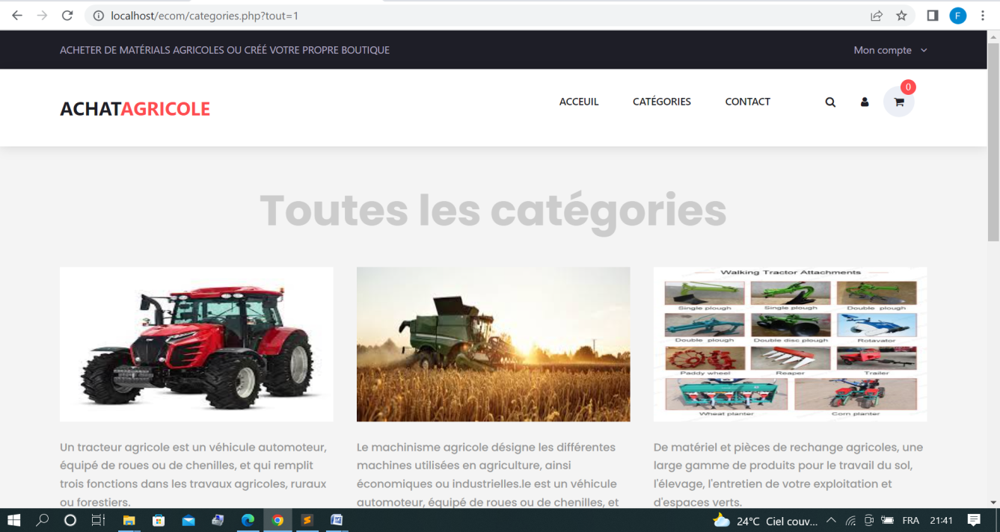 localhost/ecom/categories.php?tout=1
F
ACHETER DE MATÉRIALS AGRICOLES OU CRÉÉ VOTRE PROPRE BOUTIQUE
Mon compte
ACHATAGRICOLE
ACCEUIL
CATÉGORIES
CONTACT
0
Toutes les catégories
Walking Tractor Attachments
Single plough
Single plough
Double plough
Double plough
Double disc plough
Rotavator
Paddy wheel
Reaper
Trailer
Wheat planter
Corn planter
Un tracteur agricole est un véhicule automoteur,
équipé de roues ou de chenilles, et qui remplit
trois fonctions dans les travaux agricoles, ruraux
ou forestiers.
Le machinisme agricole désigne les différentes
machines utilisées en agriculture, ainsi
économiques ou industrielles.le est un véhicule
automoteur, équipé de roues ou de chenilles, et
De matériel et pièces de rechange agricoles, une
large gamme de produits pour le travail du sol,
l'élevage, l'entretien de votre exploitation et
d'espaces verts.
24°C Ciel couv...
FRA
21:41